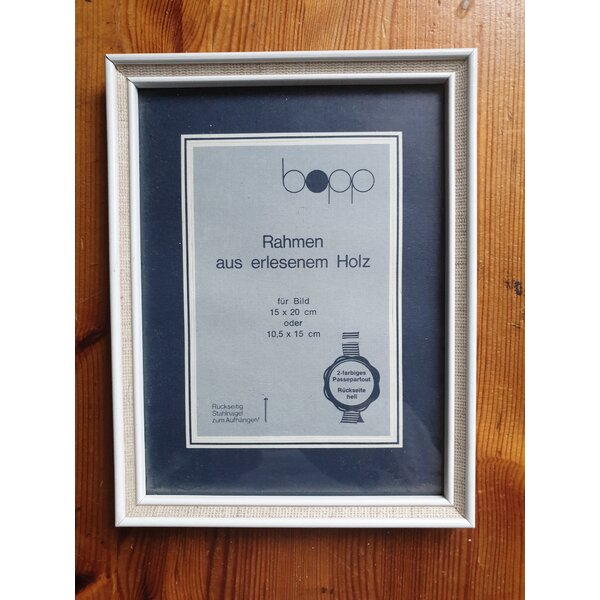 bopp
Rahmen
aus erlesenem Holz
für Bild
15 x 20 cm
oder
10,5 x 15 cm
2-farbiges
Passepartout
Rückseite
hell
Rückseitig
Stahlnagel
zum Aufhängen!